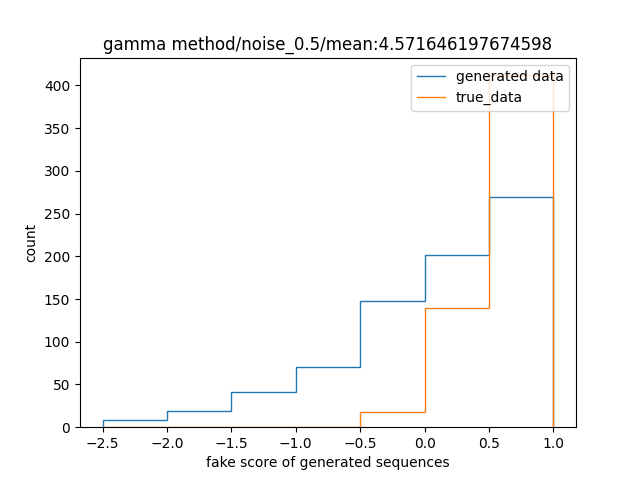 gamma method/noise_0.5/mean:4.571646197674598
generated data
true_data
400
350
300
250
200
150
100
50
0
count
−2.5 −2.0 −1.5 −1.0 −0.5 0.0 0.5 1.0
fake score of generated sequences